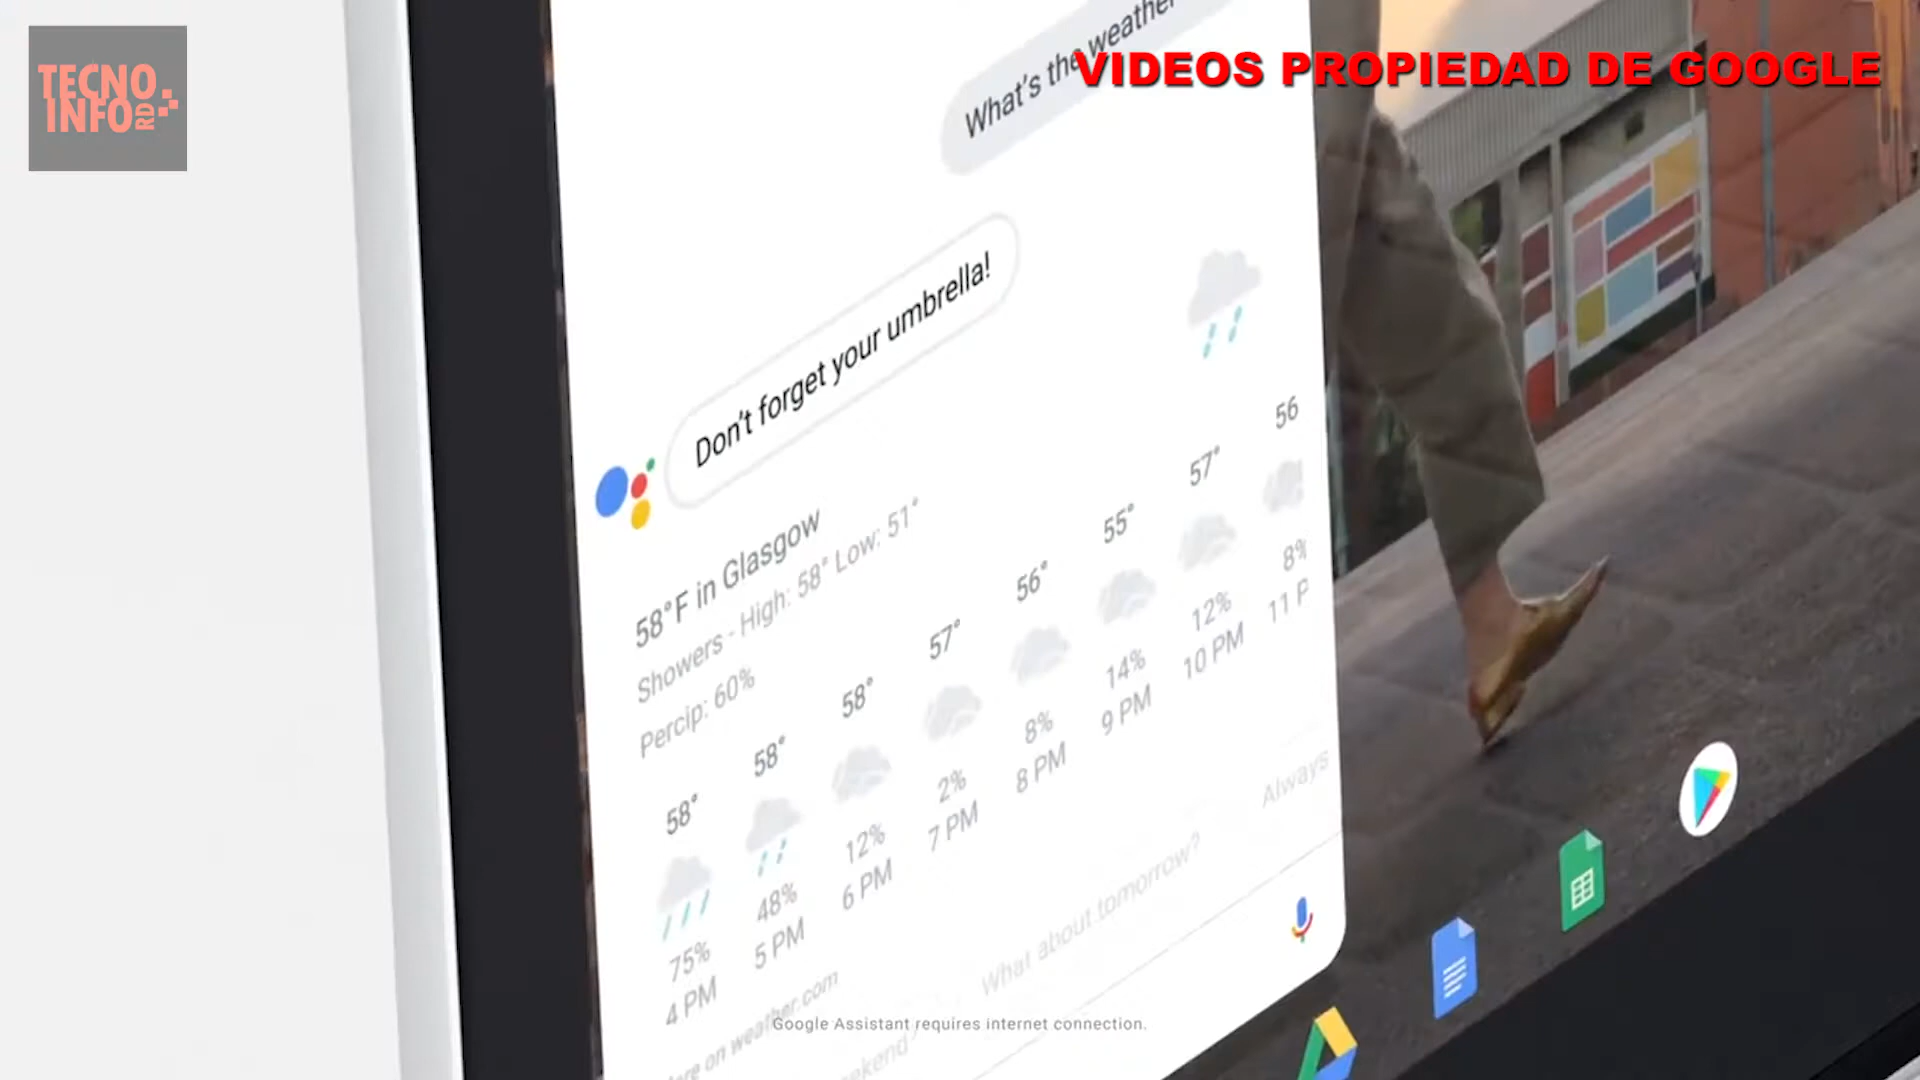 TECNO
INFO RD
VIDEOS PROPIEDAD DE GOOGLE
What's the weather
Don't forget your umbrella!
58°F in Glasgow
Showers - High: 58° Low: 51°
Percip: 60%
58° 58° 58° 57° 56° 55° 57° 56
75% 48% 12% 2% 8% 14% 12% 8%
4 PM 5 PM 6 PM 7 PM 8 PM 9 PM 10 PM 11 P
on weather.com
What about tomorrow?
Always
Google Assistant requires internet connection.